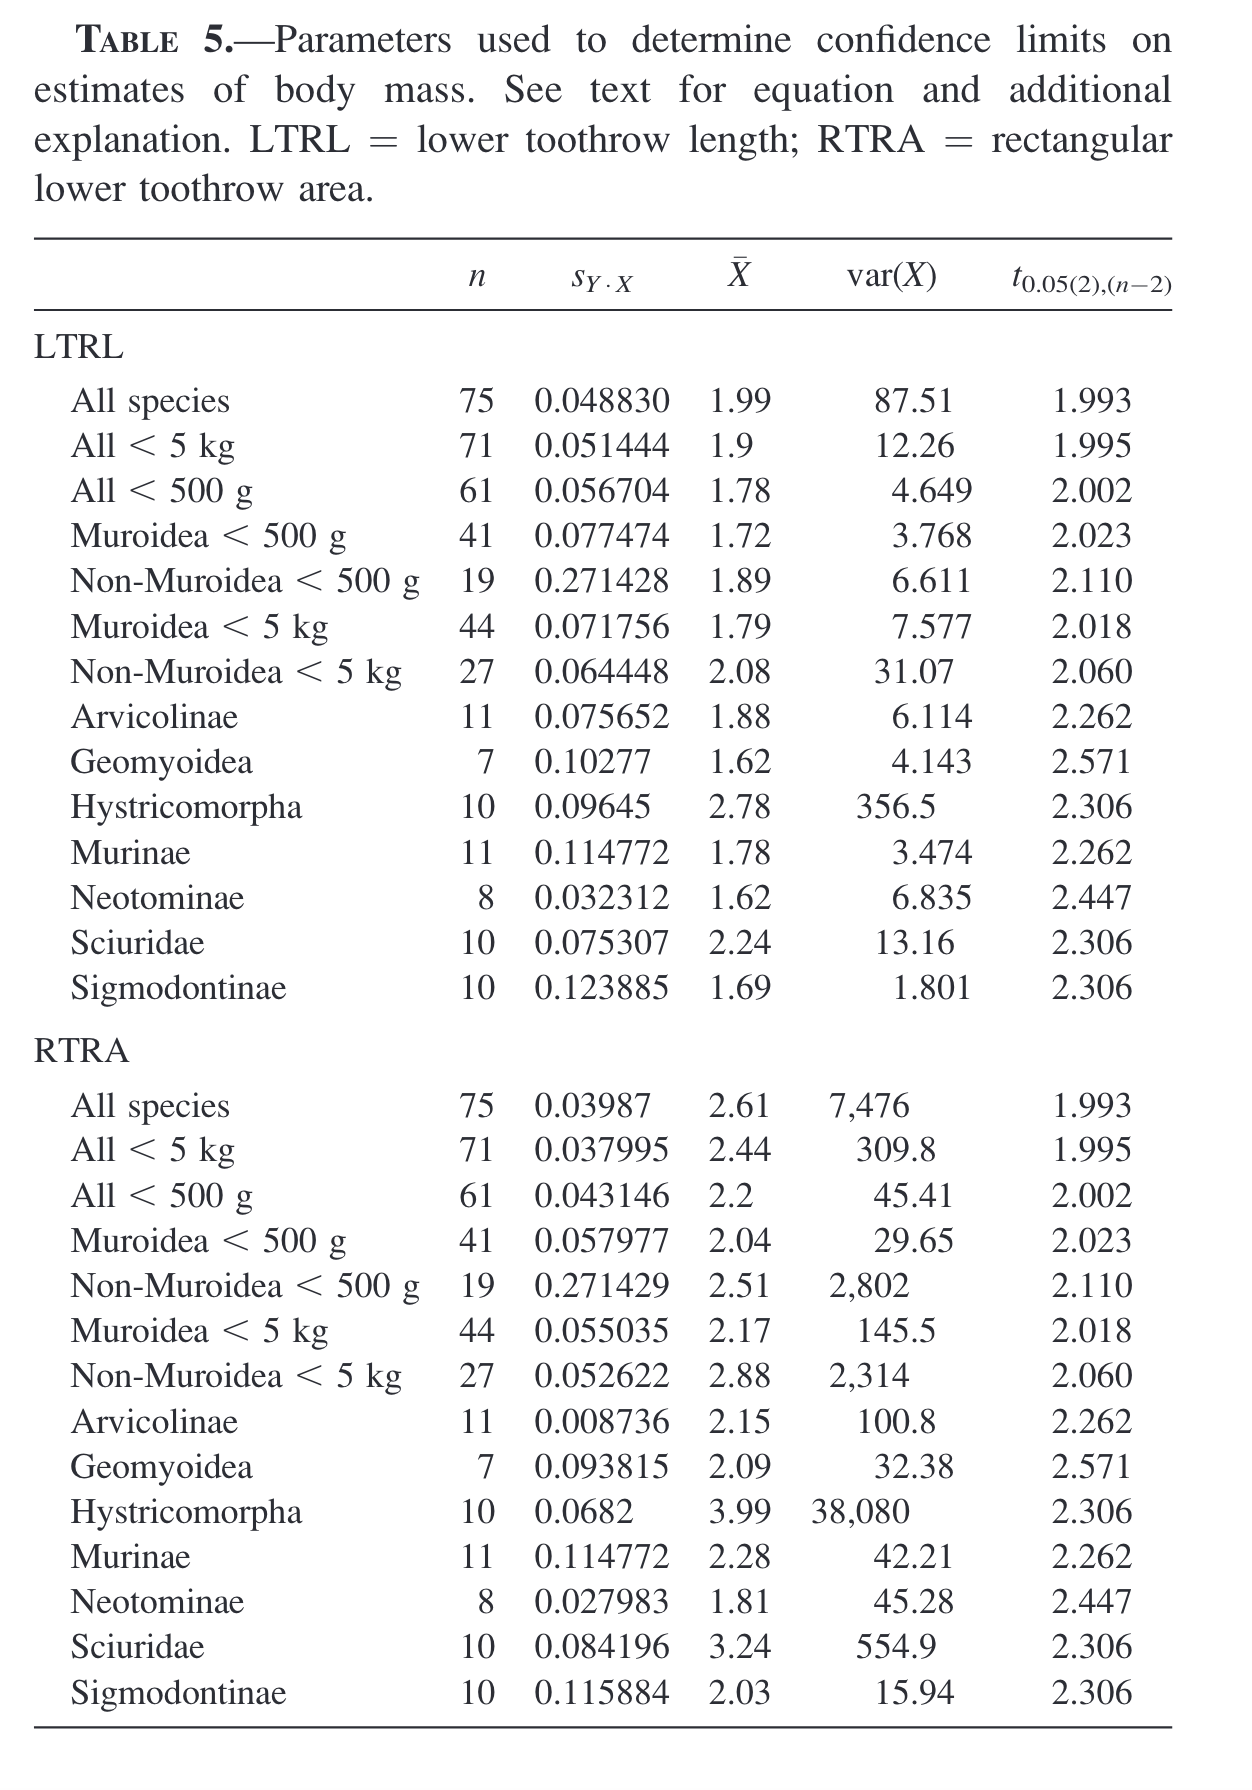 TABLE 5.—Parameters used to determine confidence limits on
estimates of body mass. See text for equation and additional
explanation. LTRL = lower toothrow length; RTRA = rectangular
lower toothrow area.
n s_{Y·X} X̄ var(X) t_{0.05(2),(n−2)}
LTRL
All species 75 0.048830 1.99 87.51 1.993
All < 5 kg 71 0.051444 1.9 12.26 1.995
All < 500 g 61 0.056704 1.78 4.649 2.002
Muroidea < 500 g 41 0.077474 1.72 3.768 2.023
Non-Muroidea < 500 g 19 0.271428 1.89 6.611 2.110
Muroidea < 5 kg 44 0.071756 1.79 7.577 2.018
Non-Muroidea < 5 kg 27 0.064448 2.08 31.07 2.060
Arvicolinae 11 0.075652 1.88 6.114 2.262
Geomyoidea 7 0.10277 1.62 4.143 2.571
Hystricomorpha 10 0.09645 2.78 356.5 2.306
Murinae 11 0.114772 1.78 3.474 2.262
Neotominae 8 0.032312 1.62 6.835 2.447
Sciuridae 10 0.075307 2.24 13.16 2.306
Sigmodontinae 10 0.123885 1.69 1.801 2.306
RTRA
All species 75 0.03987 2.61 7,476 1.993
All < 5 kg 71 0.037995 2.44 309.8 1.995
All < 500 g 61 0.043146 2.2 45.41 2.002
Muroidea < 500 g 41 0.057977 2.04 29.65 2.023
Non-Muroidea < 500 g 19 0.271429 2.51 2,802 2.110
Muroidea < 5 kg 44 0.055035 2.17 145.5 2.018
Non-Muroidea < 5 kg 27 0.052622 2.88 2,314 2.060
Arvicolinae 11 0.008736 2.15 100.8 2.262
Geomyoidea 7 0.093815 2.09 32.38 2.571
Hystricomorpha 10 0.0682 3.99 38,080 2.306
Murinae 11 0.114772 2.28 42.21 2.262
Neotominae 8 0.027983 1.81 45.28 2.447
Sciuridae 10 0.084196 3.24 554.9 2.306
Sigmodontinae 10 0.115884 2.03 15.94 2.306